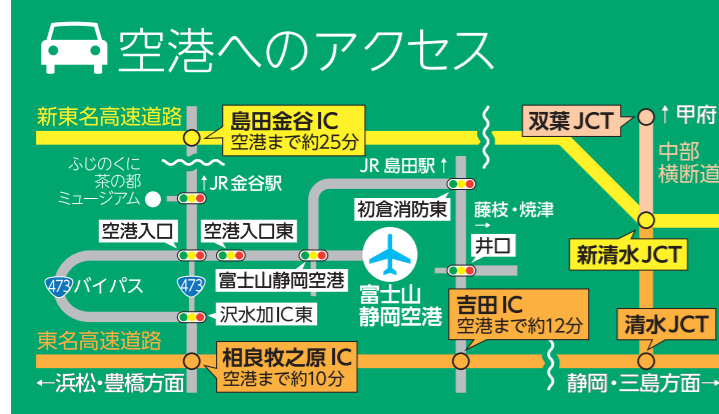 空港へのアクセス
新東名高速道路
島田金谷IC
空港まで約25分
双葉JCT
↑甲府
中部
横断道
ふじのくに
茶の都
ミュージアム
↑JR金谷駅
JR島田駅↑
初倉消防東
藤枝・焼津
→
空港入口
空港入口東
井口
新清水JCT
473
バイパス
473
富士山静岡空港
富士山
静岡空港
沢水加IC東
吉田IC
空港まで約12分
清水JCT
東名高速道路
相良牧之原IC
空港まで約10分
←浜松・豊橋方面
静岡・三島方面→